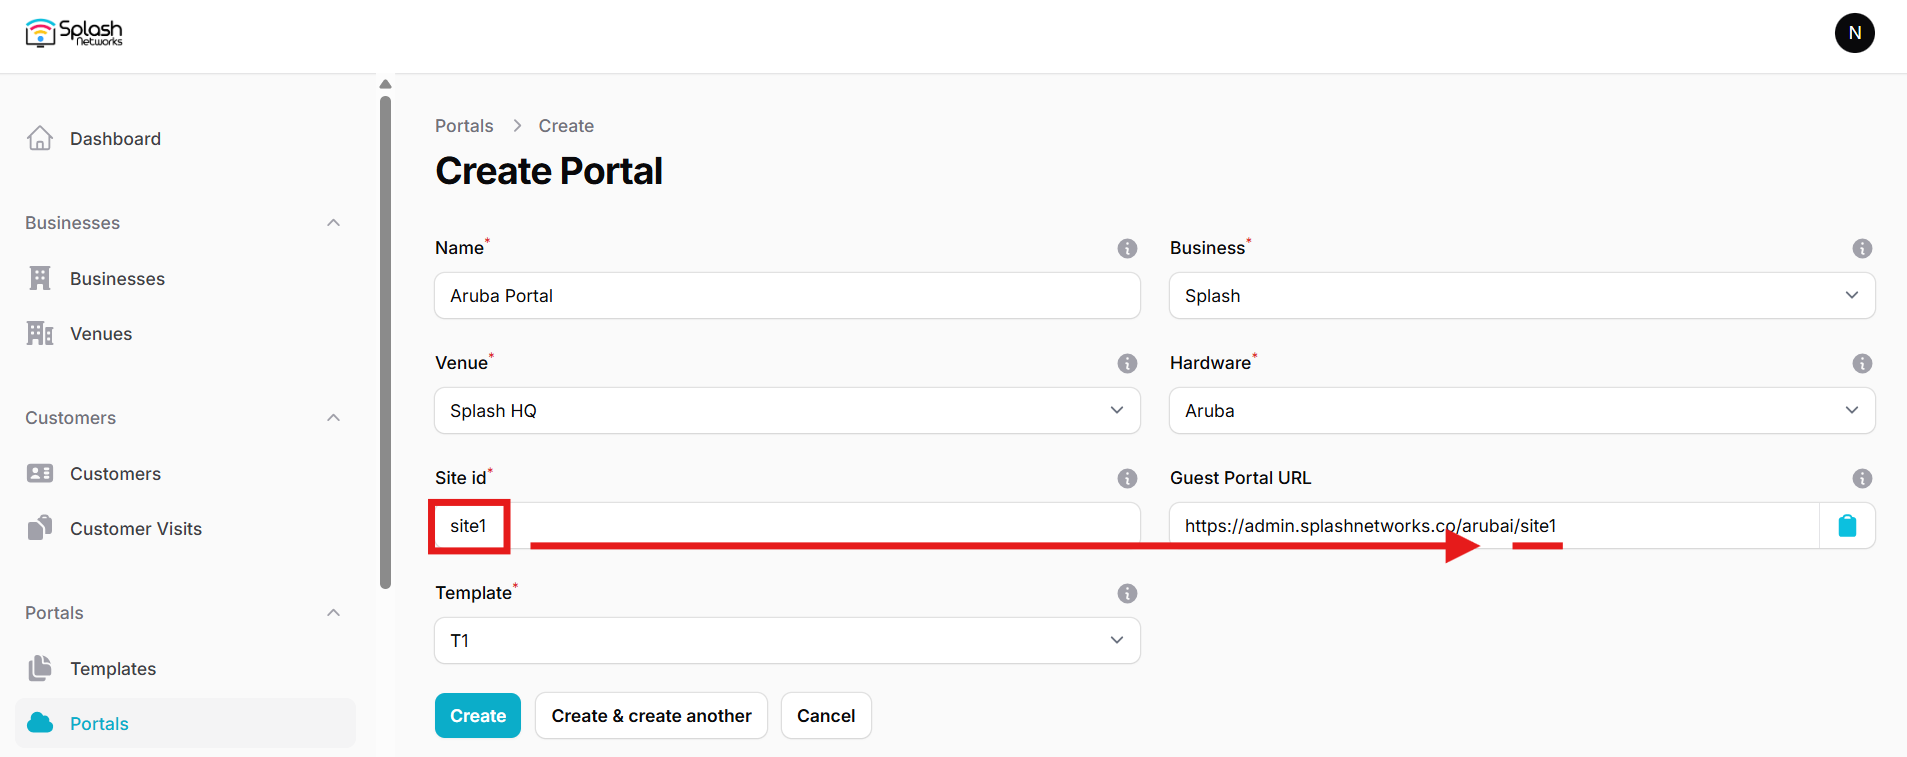 Splash
Networks
N
Dashboard
Businesses
Businesses
Venues
Customers
Customers
Customer Visits
Portals
Templates
Portals
Portals > Create
Create Portal
Name*
Aruba Portal
Business*
Splash
Venue*
Splash HQ
Hardware*
Aruba
Site id*
site1
Guest Portal URL
https://admin.splashnetworks.co/arubai/site1
Template*
T1
Create
Create & create another
Cancel